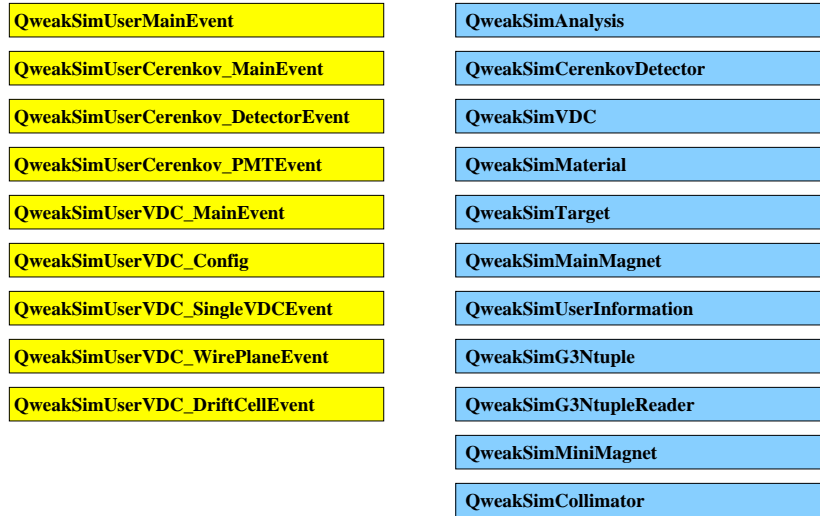 QweakSimUserMainEvent
QweakSimUserCerenkov_MainEvent
QweakSimUserCerenkov_DetectorEvent
QweakSimUserCerenkov_PMTEvent
QweakSimUserVDC_MainEvent
QweakSimUserVDC_Config
QweakSimUserVDC_SingleVDCEvent
QweakSimUserVDC_WirePlaneEvent
QweakSimUserVDC_DriftCellEvent
QweakSimAnalysis
QweakSimCerenkovDetector
QweakSimVDC
QweakSimMaterial
QweakSimTarget
QweakSimMainMagnet
QweakSimUserInformation
QweakSimG3Ntuple
QweakSimG3NtupleReader
QweakSimMiniMagnet
QweakSimCollimator